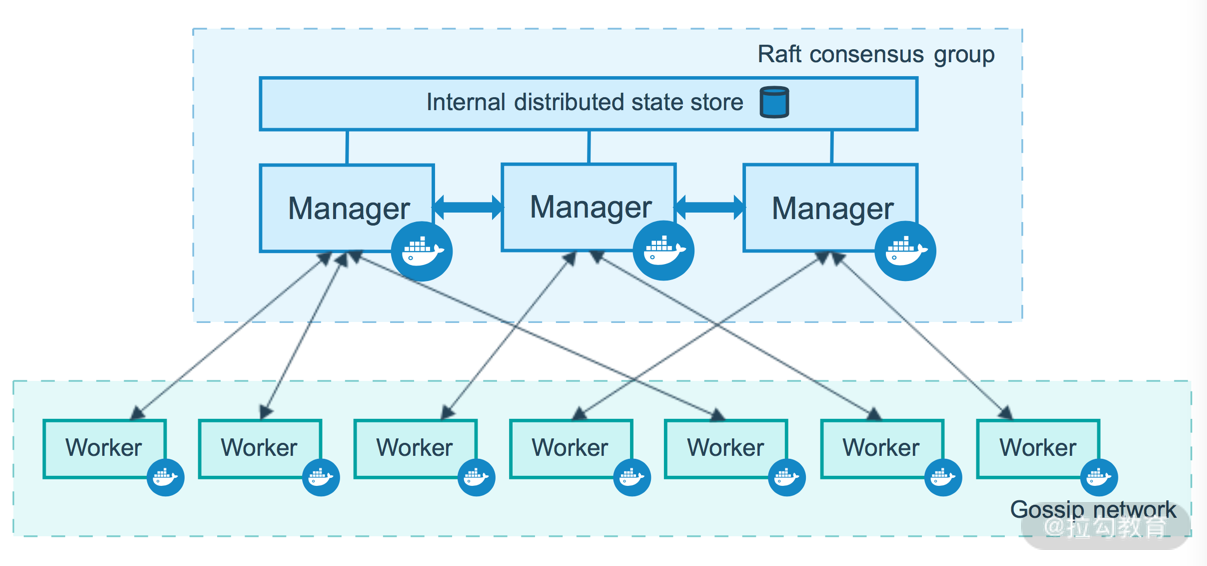 Raft consensus group
Internal distributed state store
Manager
Manager
Manager
Worker
Worker
Worker
Worker
Worker
Worker
Worker
Gossip network
@拉勾教育